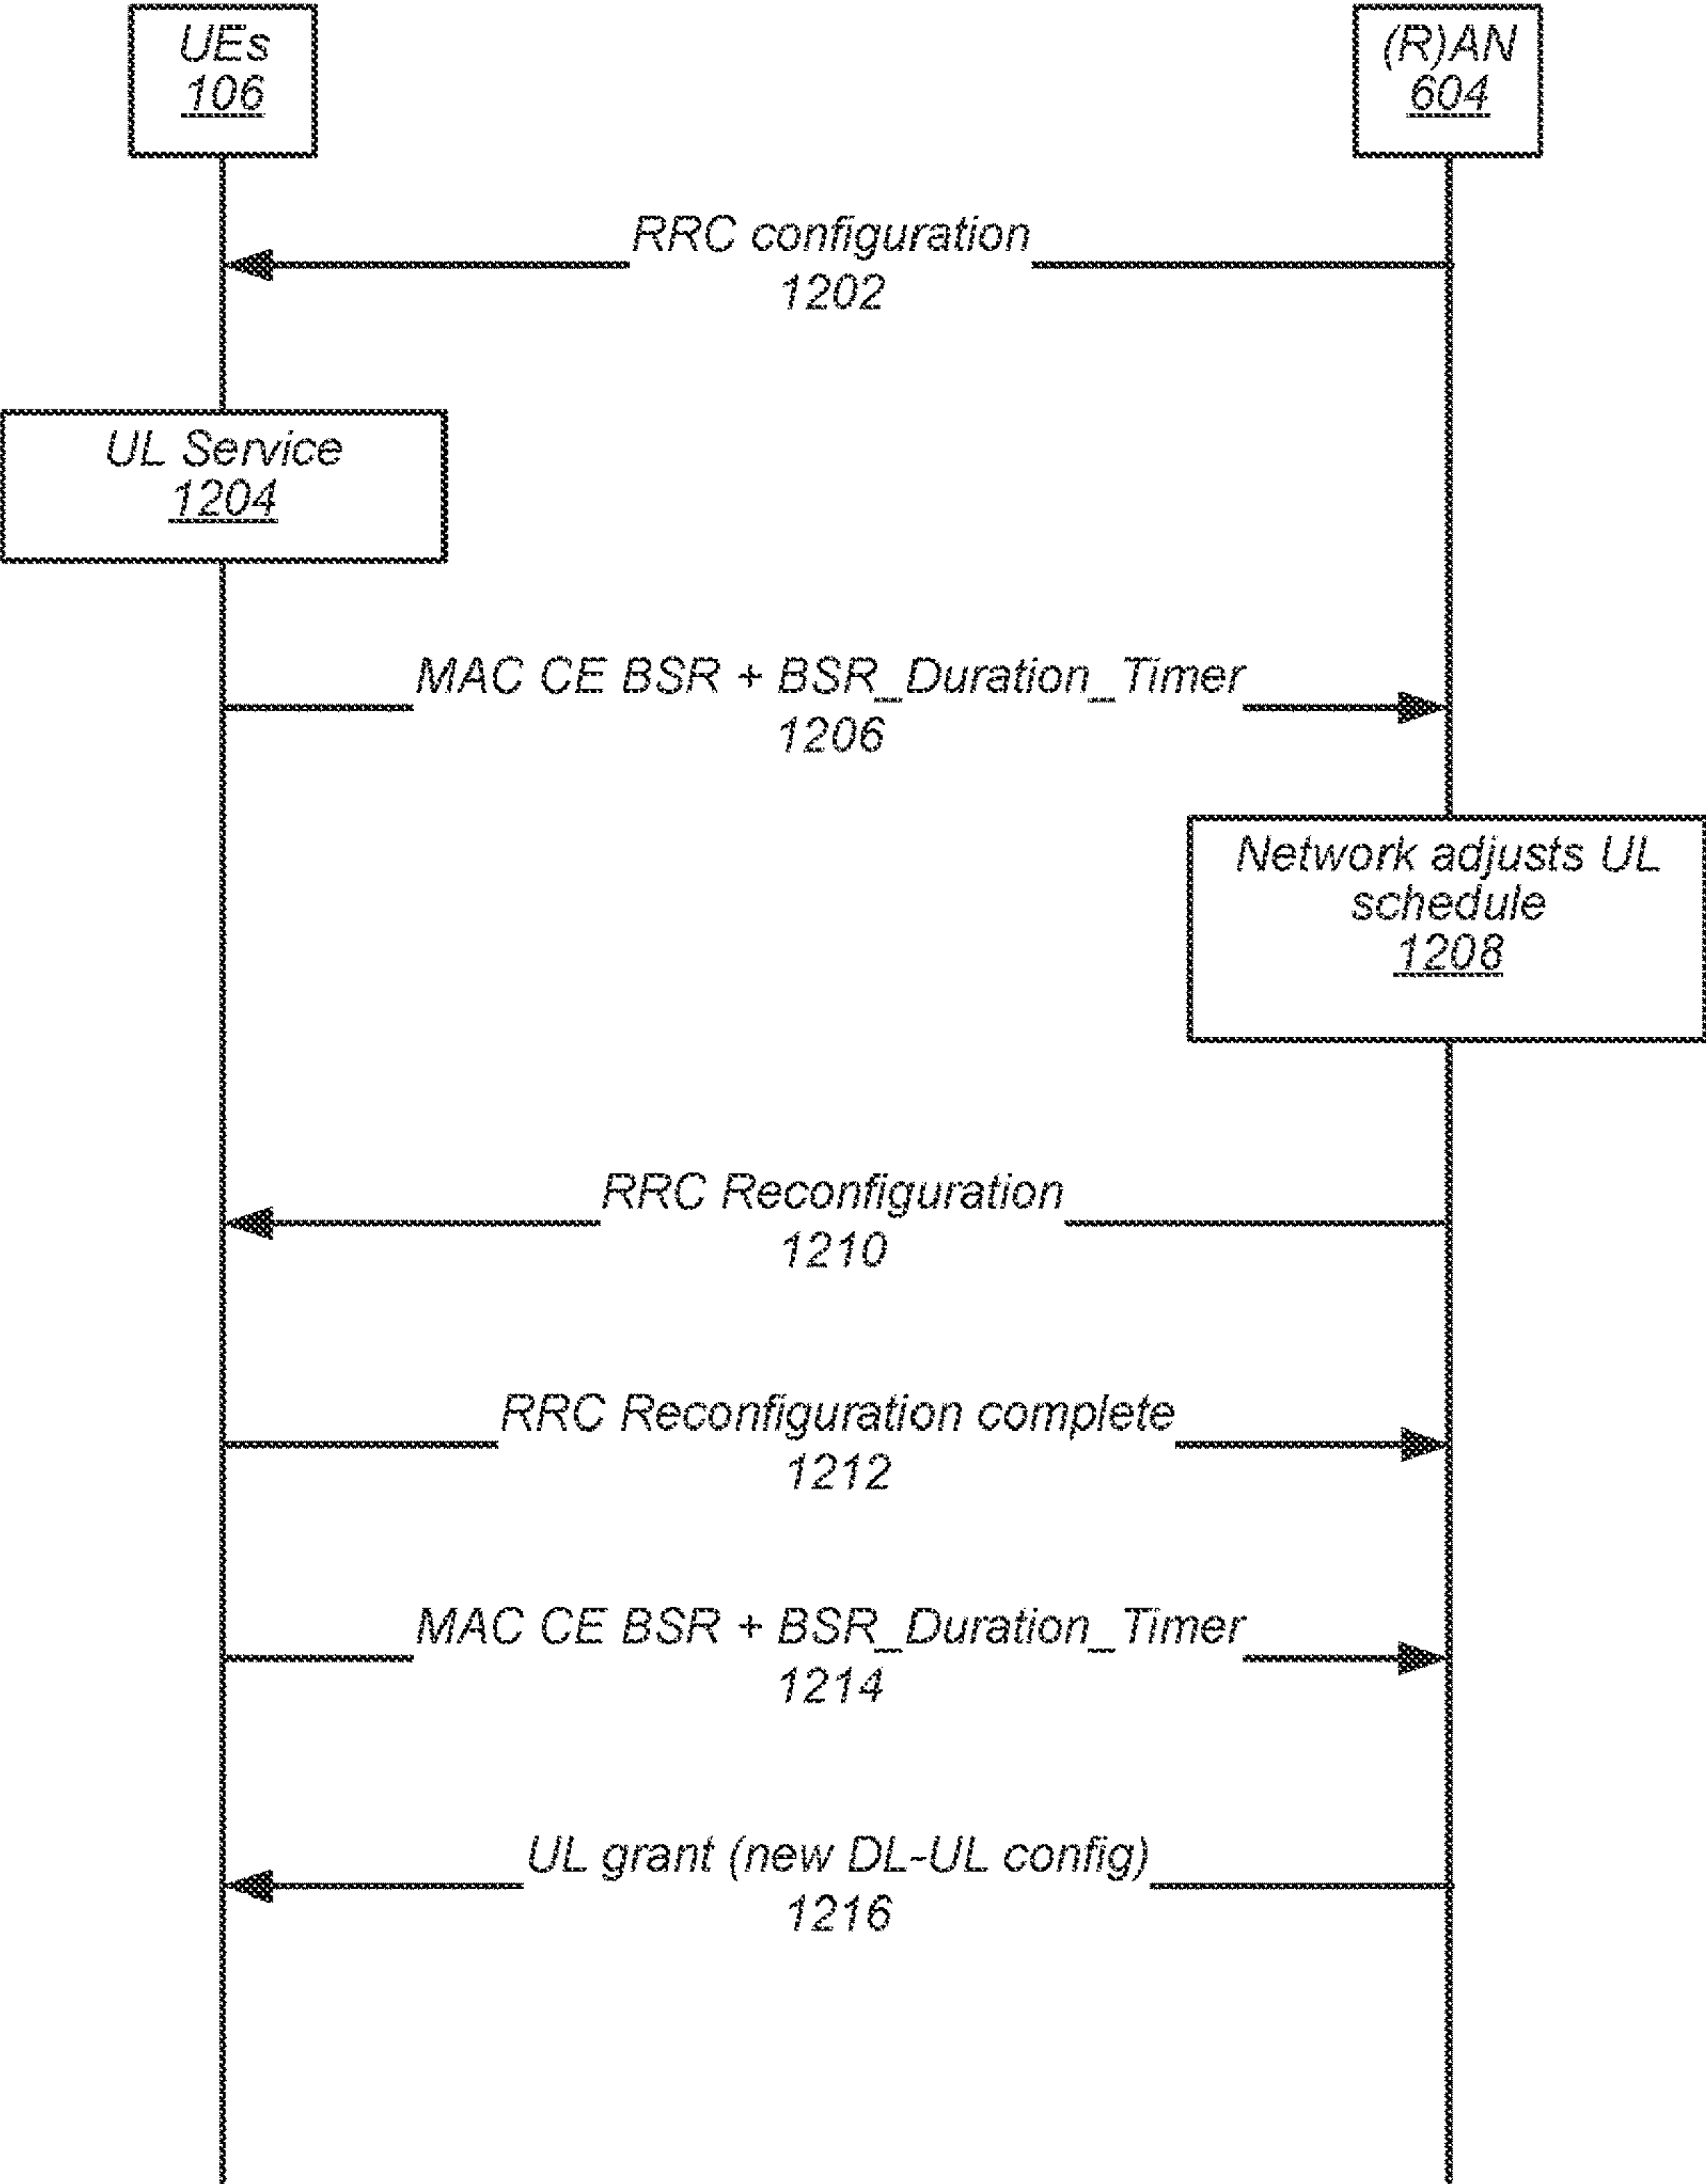 UEs
106
(R)AN
604
RRC configuration
1202
UL Service
1204
MAC CE BSR + BSR_Duration_Timer
1206
Network adjusts UL
schedule
1208
RRC Reconfiguration
1210
RRC Reconfiguration complete
1212
MAC CE BSR + BSR_Duration_Timer
1214
UL grant (new DL-UL config)
1216